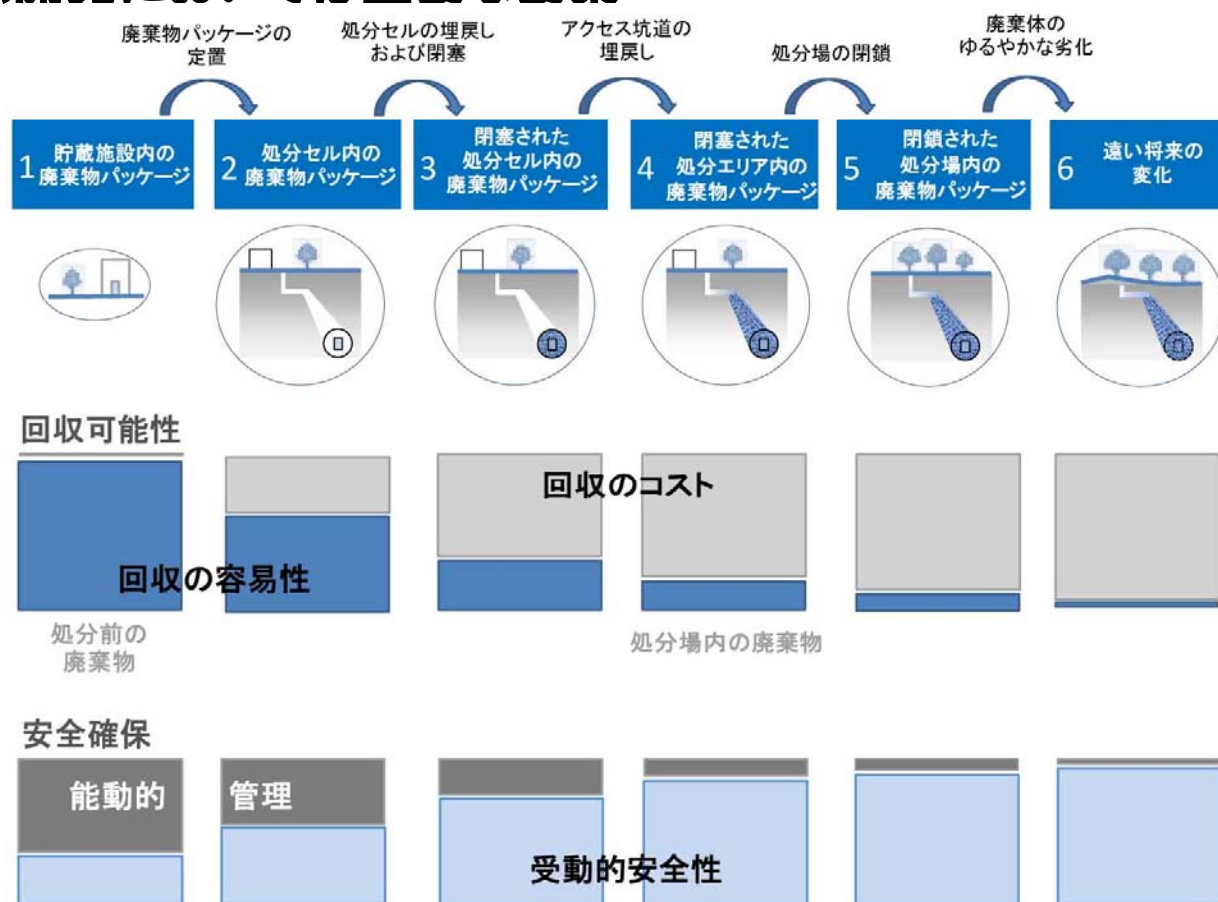 廃棄物パッケージの
定置
処分セルの埋戻し
および閉塞
アクセス坑道の
埋戻し
処分場の閉鎖
廃棄体の
ゆるやかな劣化
1 貯蔵施設内の
廃棄物パッケージ
2 処分セル内の
廃棄物パッケージ
3 閉塞された
処分セル内の
廃棄物パッケージ
4 閉塞された
処分エリア内の
廃棄物パッケージ
5 閉鎖された
処分場内の
廃棄物パッケージ
6 遠い将来の
変化
回収可能性
回収のコスト
回収の容易性
処分前の
廃棄物
処分場内の廃棄物
安全確保
能動的 管理
受動的安全性